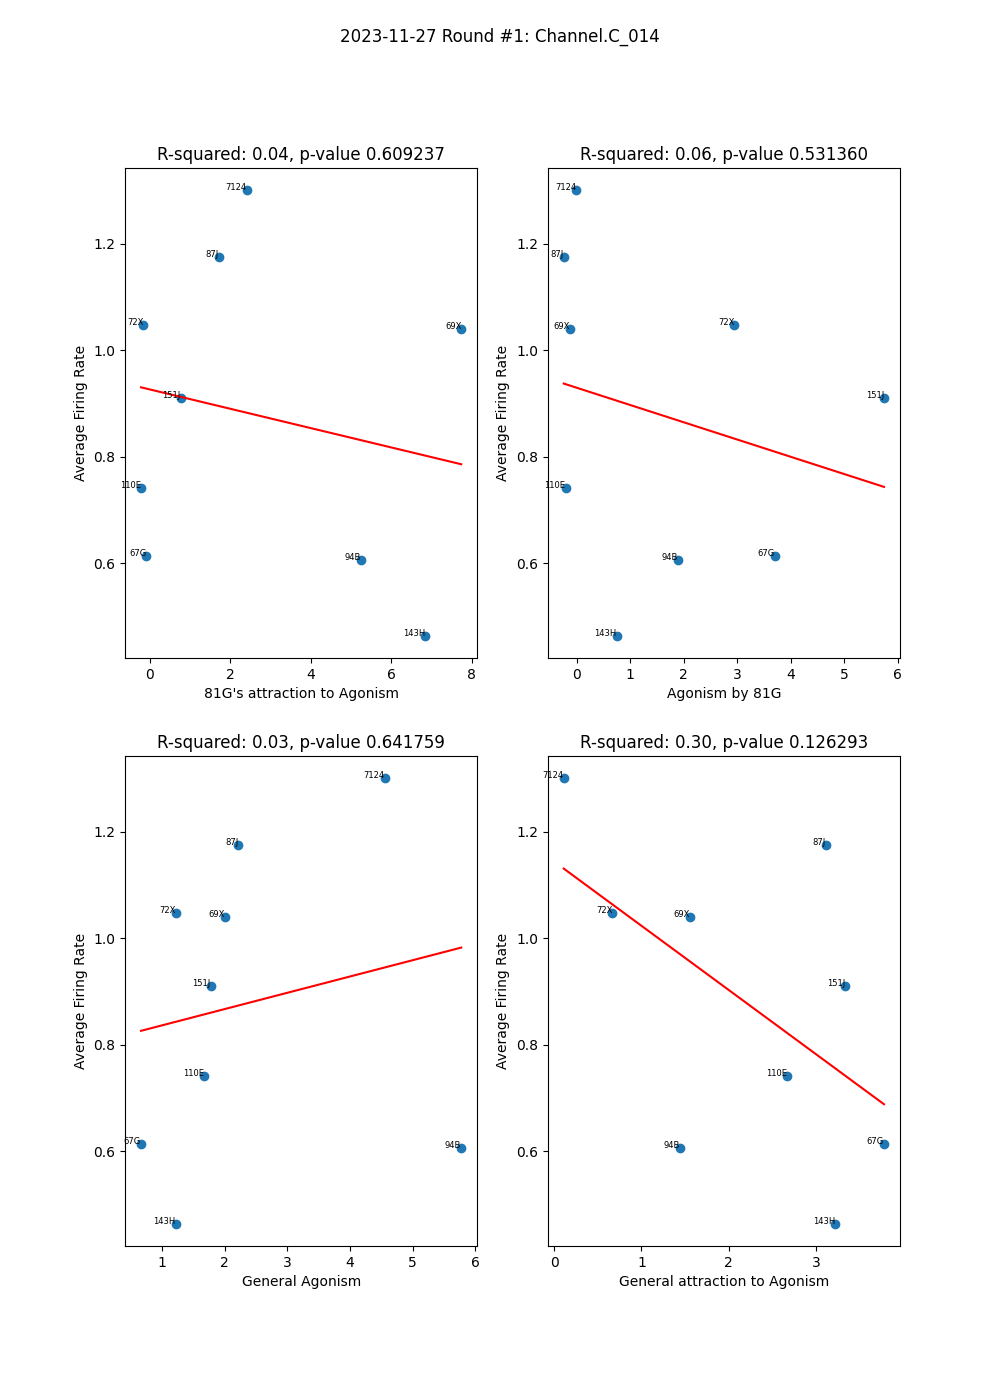 2023-11-27 Round #1: Channel.C_014
R-squared: 0.04, p-value 0.609237
7124
87J
72X
69X
151J
110E
67G
94B
143H
1.2
1.0
0.8
0.6
Average Firing Rate
0 2 4 6 8
81G's attraction to Agonism
R-squared: 0.06, p-value 0.531360
7124
87J
69X
72X
151J
110E
94B
67G
143H
1.2
1.0
0.8
0.6
Average Firing Rate
0 1 2 3 4 5 6
Agonism by 81G
R-squared: 0.03, p-value 0.641759
7124
87J
72X
69X
151J
110E
67G
94B
143H
1.2
1.0
0.8
0.6
Average Firing Rate
1 2 3 4 5 6
General Agonism
R-squared: 0.30, p-value 0.126293
7124
87J
72X
69X
151J
110E
94B
67G
143H
1.2
1.0
0.8
0.6
Average Firing Rate
0 1 2 3
General attraction to Agonism